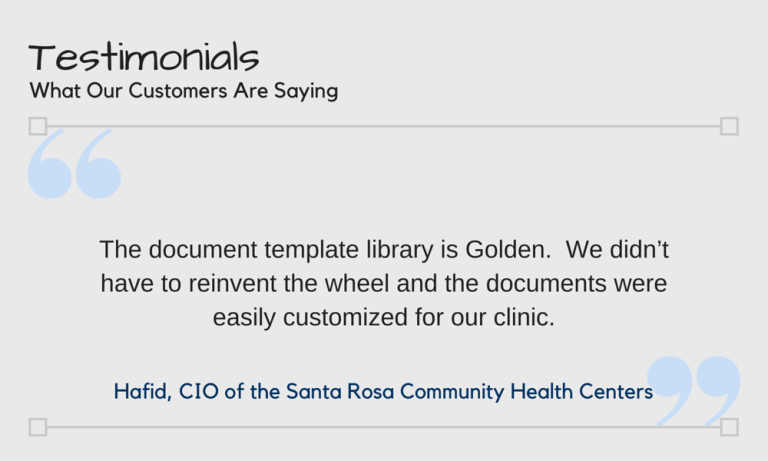 Testimonials
What Our Customers Are Saying
The document template library is Golden.  We didn’t
have to reinvent the wheel and the documents were
easily customized for our clinic.
Hafid, CIO of the Santa Rosa Community Health Centers